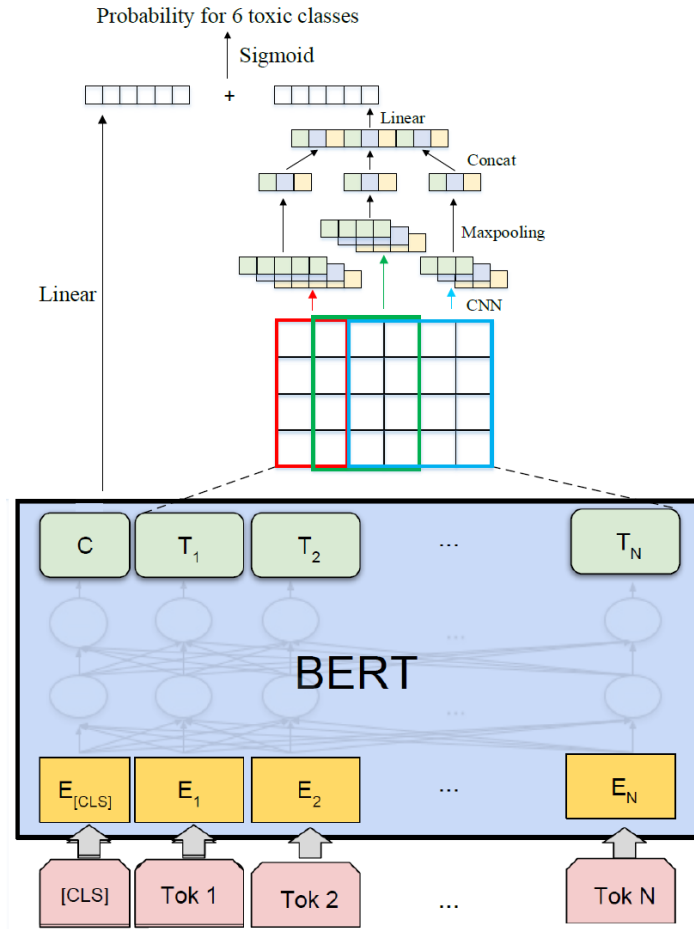 Probability for 6 toxic classes
Sigmoid
+
Linear
Concat
Maxpooling
Linear
CNN
C T1 T2 ... TN
...
BERT
...
E[CLS] E1 E2 ... EN
[CLS] Tok 1 Tok 2 ... Tok N